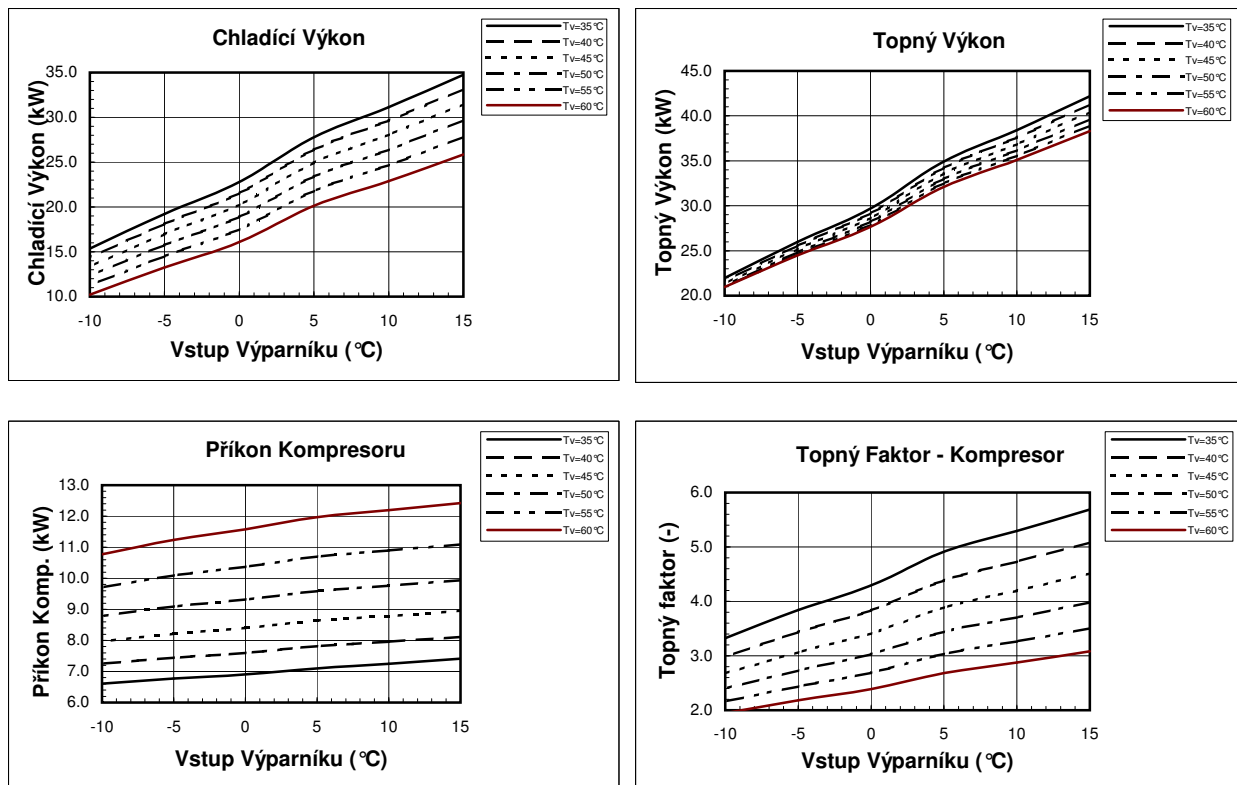 Chladící Výkon
Tv=35°C
Tv=40°C
Tv=45°C
Tv=50°C
Tv=55°C
Tv=60°C
Chladící Výkon (kW)
35.0
30.0
25.0
20.0
15.0
10.0
-10 -5 0 5 10 15
Vstup Výparníku (°C)
Topný Výkon
Tv=35°C
Tv=40°C
Tv=45°C
Tv=50°C
Tv=55°C
Tv=60°C
Topný Výkon (kW)
45.0
40.0
35.0
30.0
25.0
20.0
-10 -5 0 5 10 15
Vstup Výparníku (°C)
Příkon Kompresoru
Tv=35°C
Tv=40°C
Tv=45°C
Tv=50°C
Tv=55°C
Tv=60°C
Příkon Komp. (kW)
13.0
12.0
11.0
10.0
9.0
8.0
7.0
6.0
-10 -5 0 5 10 15
Vstup Výparníku (°C)
Topný Faktor - Kompresor
Tv=35°C
Tv=40°C
Tv=45°C
Tv=50°C
Tv=55°C
Tv=60°C
Topný faktor (-)
6.0
5.0
4.0
3.0
2.0
-10 -5 0 5 10 15
Vstup Výparníku (°C)